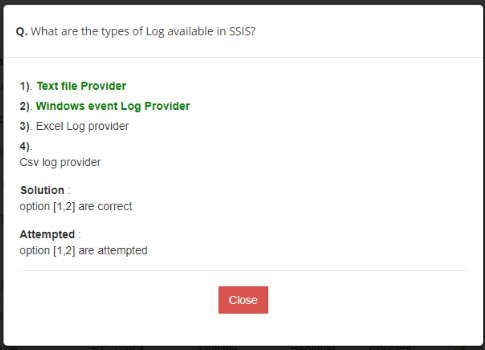 Q. What are the types of Log available in SSIS?
1). Text file Provider
2). Windows event Log Provider
3). Excel Log provider
4).
Csv log provider
Solution :
option [1,2] are correct
Attempted :
option [1,2] are attempted
Close